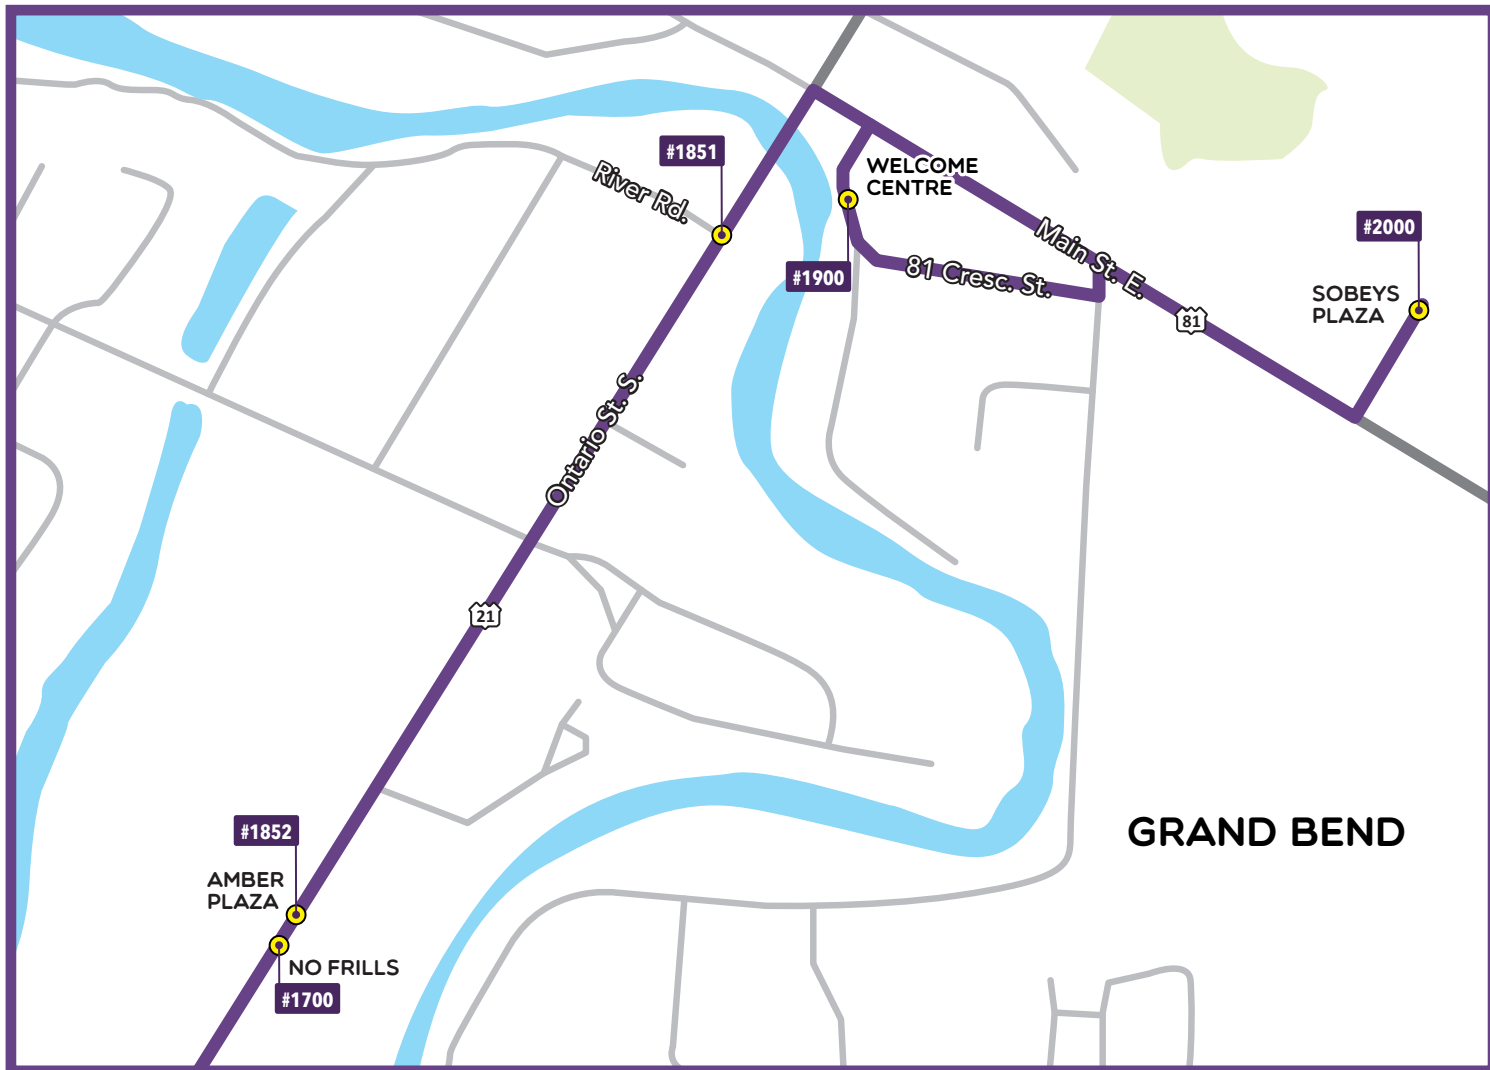 #1851
River Rd.
WELCOME
CENTRE
#1900
81 Cresc. St.
Main St. E.
81
#2000
SOBEYS
PLAZA
Ontario St. S.
21
#1852
AMBER
PLAZA
NO FRILLS
#1700
GRAND BEND